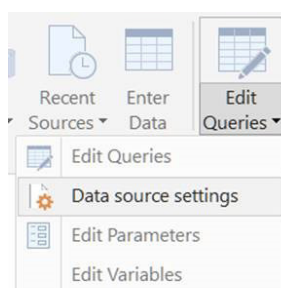 Recent Enter Edit
Sources Data Queries
Edit Queries
Data source settings
Edit Parameters
Edit Variables